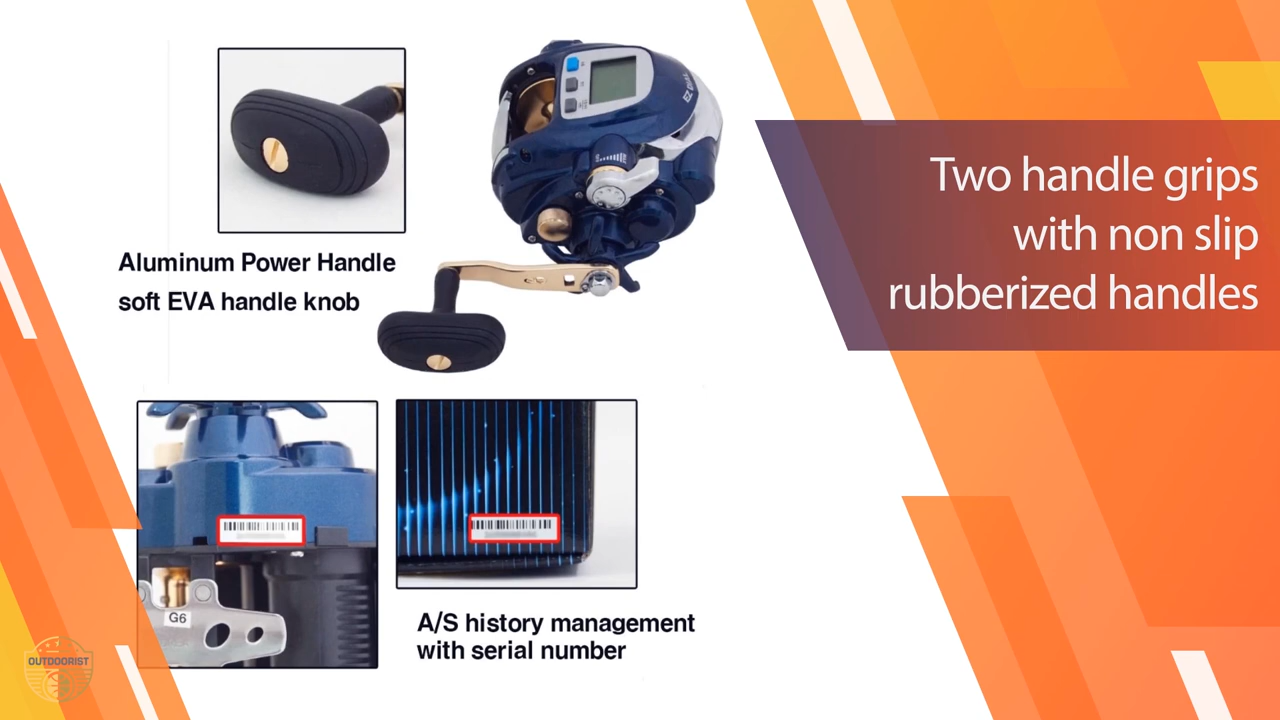 Two handle grips
with non slip
rubberized handles
Aluminum Power Handle
soft EVA handle knob
G6
A/S history management
with serial number
OUTDOORIST